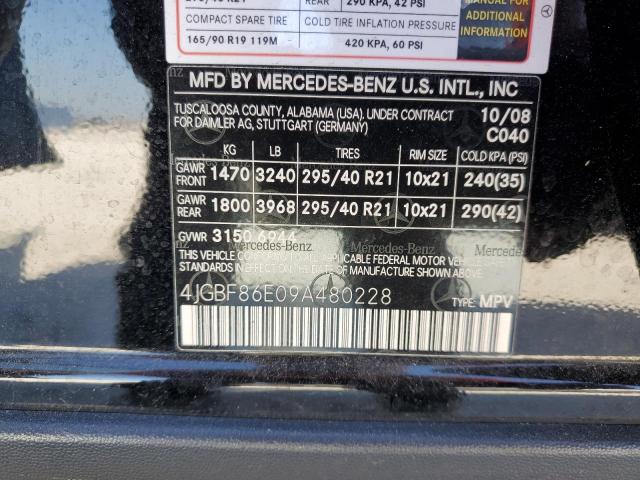 REAR 290 KPA, 42 PSI
COMPACT SPARE TIRE COLD TIRE INFLATION PRESSURE
165/90 R19 119M 420 KPA, 60 PSI
MANUAL FOR
ADDITIONAL
INFORMATION
MFD BY MERCEDES-BENZ U.S. INTL., INC
TUSCALOOSA COUNTY, ALABAMA (USA). UNDER CONTRACT
FOR DAIMLER AG, STUTTGART (GERMANY)
10/08
C040
KG LB TIRES RIM SIZE COLD KPA (PSI)
GAWR FRONT 1470 3240 295/40 R21 10x21 240(35)
GAWR REAR 1800 3968 295/40 R21 10x21 290(42)
GVWR 3150 6944
Mercedes-Benz Mercedes-Benz Mercedes
THIS VEHICLE CONFORMS TO ALL APPLICABLE FEDERAL MOTOR VEHICLE
STANDARDS IN EFFECT ON THE DATE OF MANUFACTURE SHOWN ABOVE.
4JGBF86E09A480228
TYPE: MPV